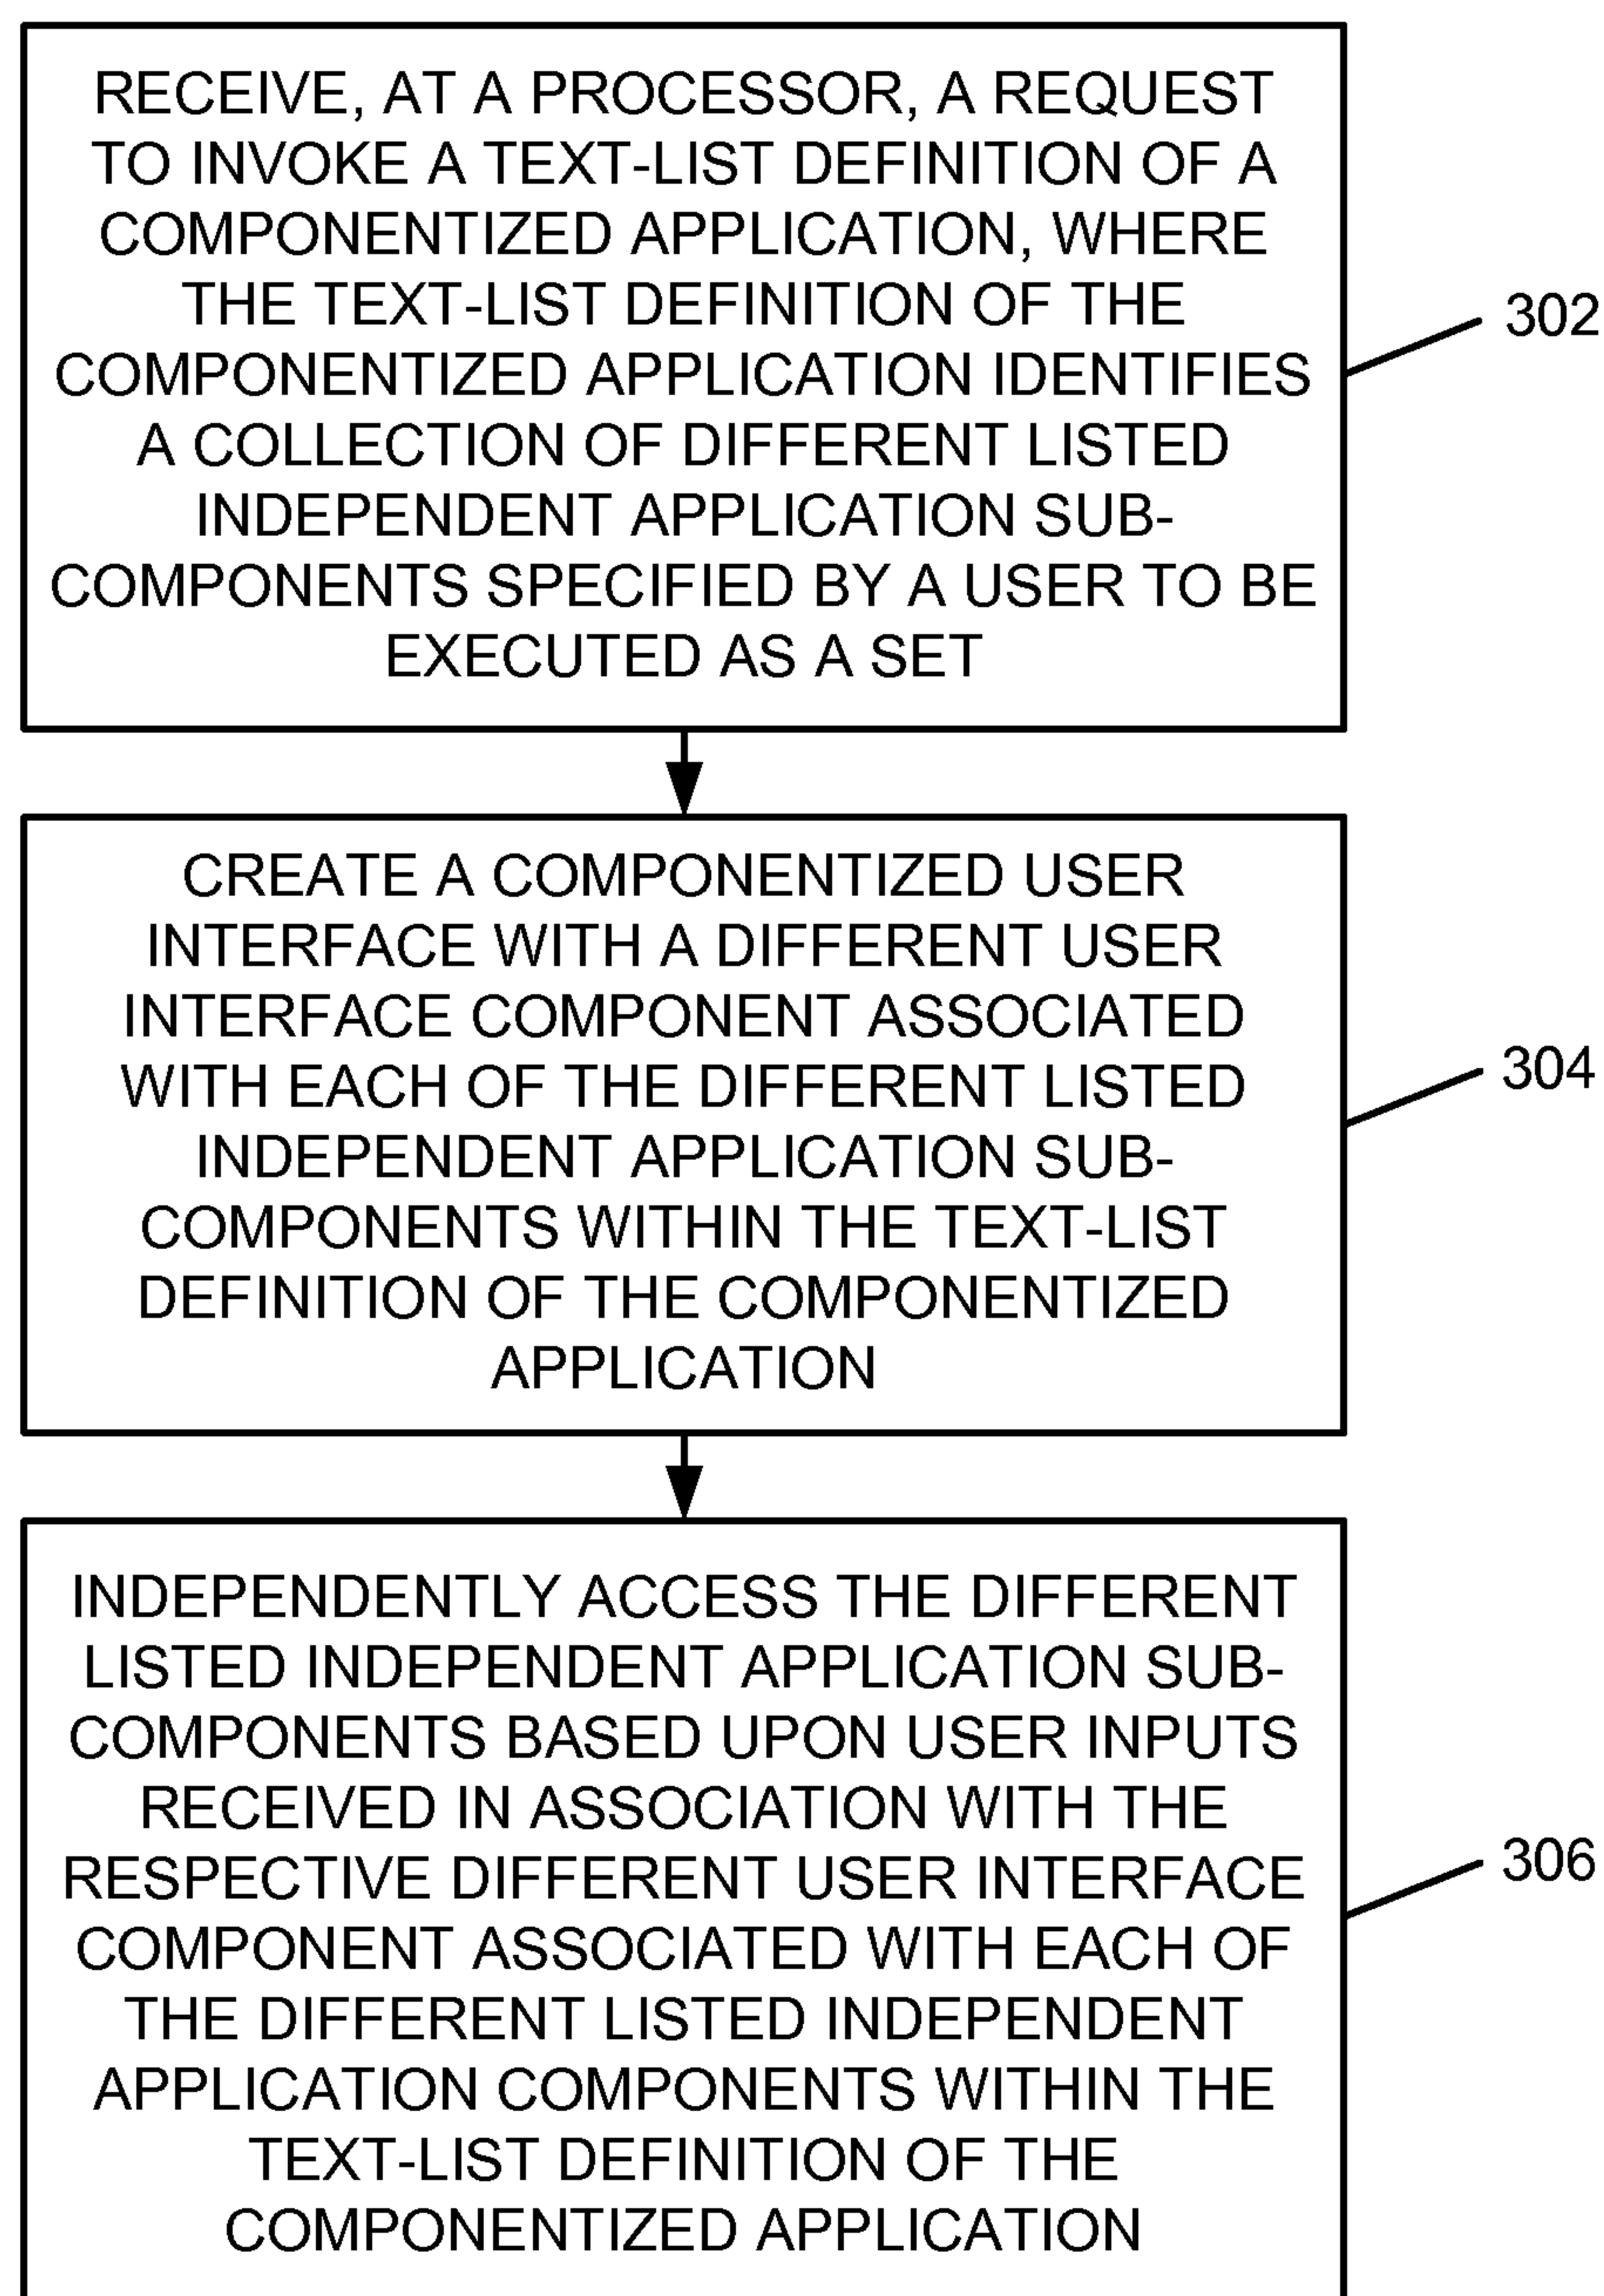 RECEIVE, AT A PROCESSOR, A REQUEST
TO INVOKE A TEXT-LIST DEFINITION OF A
COMPONENTIZED APPLICATION, WHERE
THE TEXT-LIST DEFINITION OF THE
COMPONENTIZED APPLICATION IDENTIFIES
A COLLECTION OF DIFFERENT LISTED
INDEPENDENT APPLICATION SUB-
COMPONENTS SPECIFIED BY A USER TO BE
EXECUTED AS A SET
302
CREATE A COMPONENTIZED USER
INTERFACE WITH A DIFFERENT USER
INTERFACE COMPONENT ASSOCIATED
WITH EACH OF THE DIFFERENT LISTED
INDEPENDENT APPLICATION SUB-
COMPONENTS WITHIN THE TEXT-LIST
DEFINITION OF THE COMPONENTIZED
APPLICATION
304
INDEPENDENTLY ACCESS THE DIFFERENT
LISTED INDEPENDENT APPLICATION SUB-
COMPONENTS BASED UPON USER INPUTS
RECEIVED IN ASSOCIATION WITH THE
RESPECTIVE DIFFERENT USER INTERFACE
COMPONENT ASSOCIATED WITH EACH OF
THE DIFFERENT LISTED INDEPENDENT
APPLICATION COMPONENTS WITHIN THE
TEXT-LIST DEFINITION OF THE
COMPONENTIZED APPLICATION
306